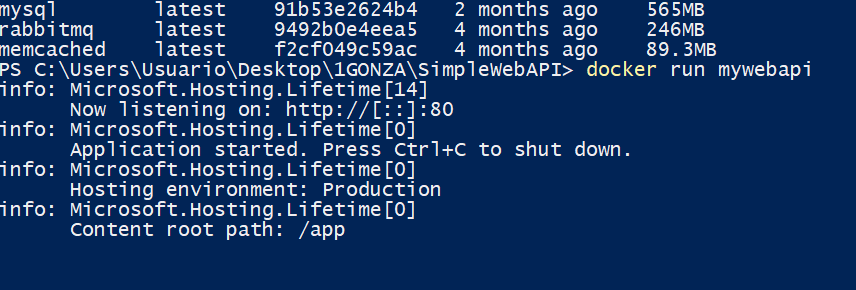 mysql latest 91b53e2624b4 2 months ago 565MB
rabbitmq latest 9492b0e4eea5 4 months ago 246MB
memcached latest f2cf049c59ac 4 months ago 89.3MB
PS C:\Users\Usuario\Desktop\1GONZA\SimpleWebAPI> docker run mywebapi
info: Microsoft.Hosting.Lifetime[14]
Now listening on: http://[::]:80
info: Microsoft.Hosting.Lifetime[0]
Application started. Press Ctrl+C to shut down.
info: Microsoft.Hosting.Lifetime[0]
Hosting environment: Production
info: Microsoft.Hosting.Lifetime[0]
Content root path: /app